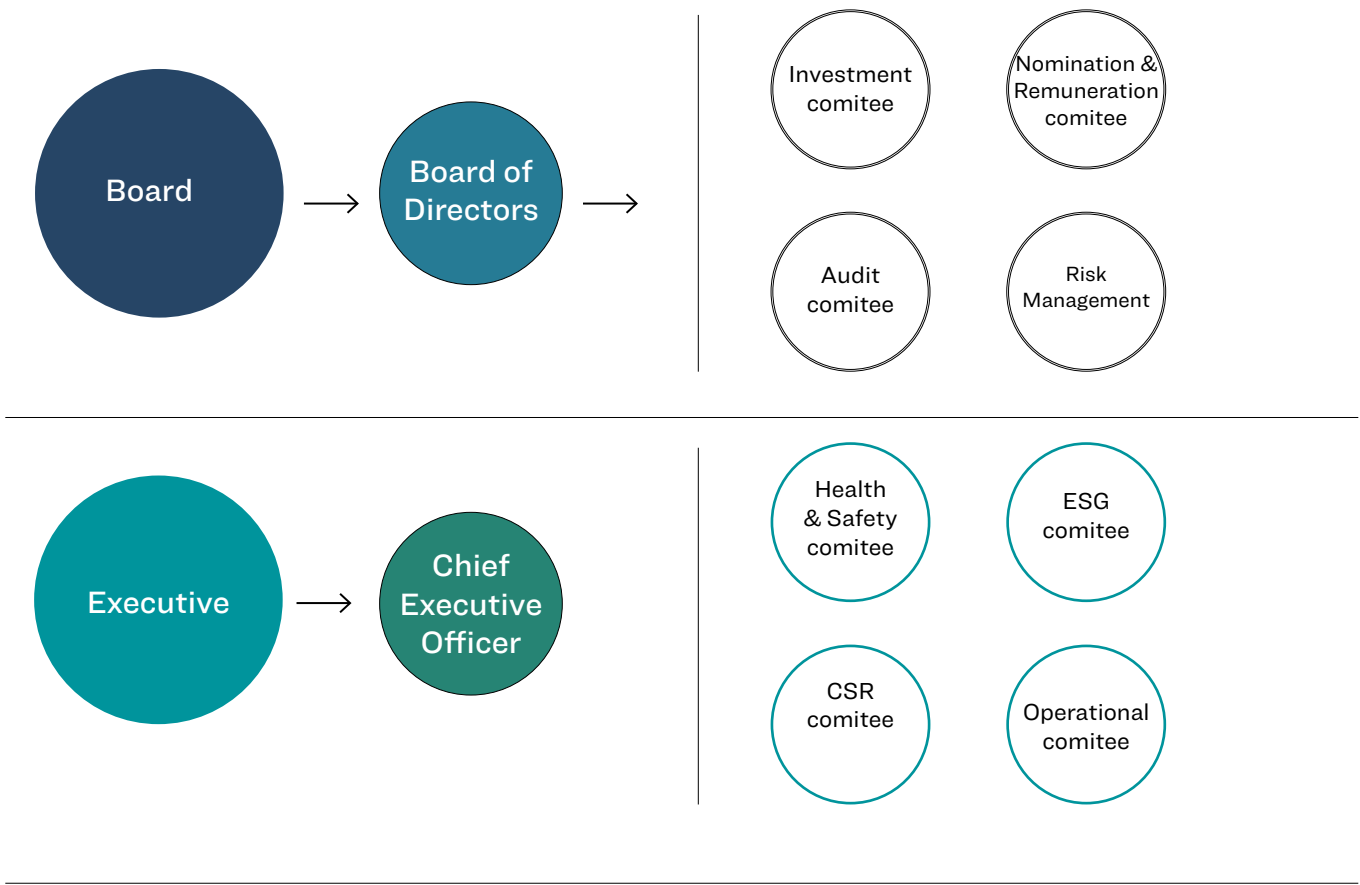 Board
Board of
Directors
Investment
comitee
Nomination &
Remuneration
comitee
Audit
comitee
Risk
Management
Executive
Chief
Executive
Officer
Health
& Safety
comitee
ESG
comitee
CSR
comitee
Operational
comitee